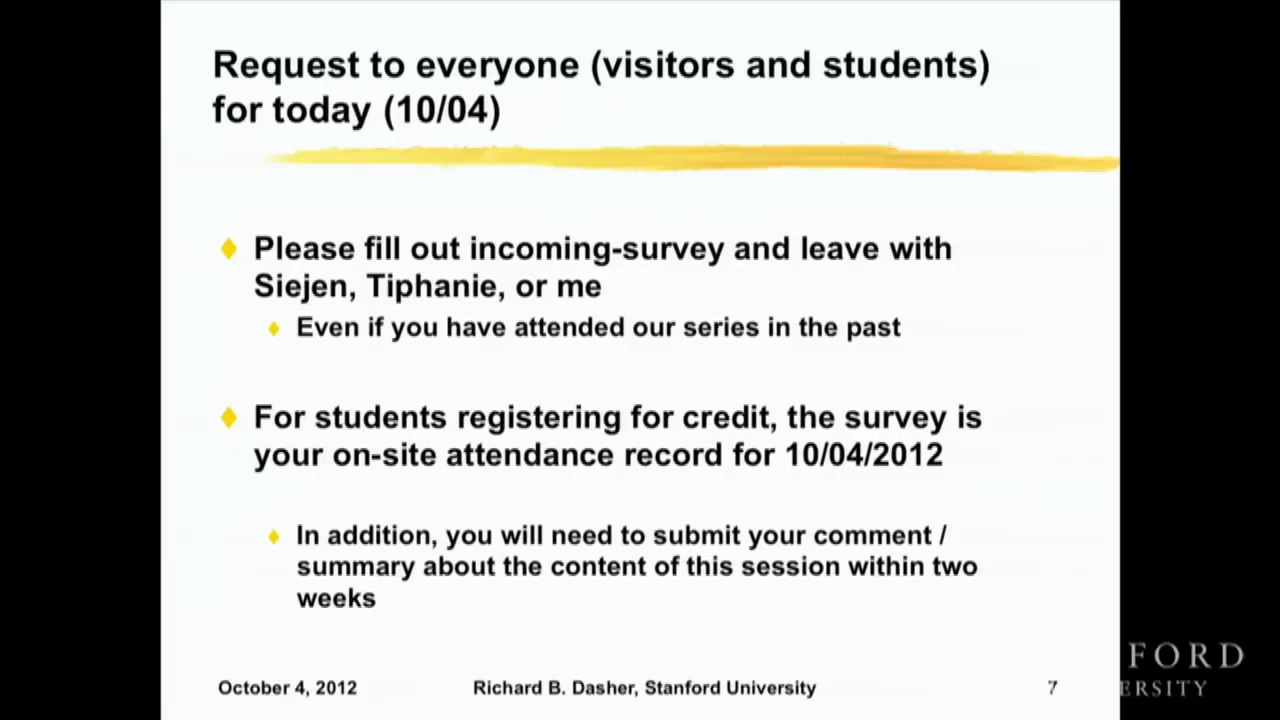 Request to everyone (visitors and students)
for today (10/04)
Please fill out incoming-survey and leave with
Siejen, Tiphanie, or me
Even if you have attended our series in the past
For students registering for credit, the survey is
your on-site attendance record for 10/04/2012
In addition, you will need to submit your comment /
summary about the content of this session within two
weeks
October 4, 2012 Richard B. Dasher, Stanford University 7
FORD
ERSITY